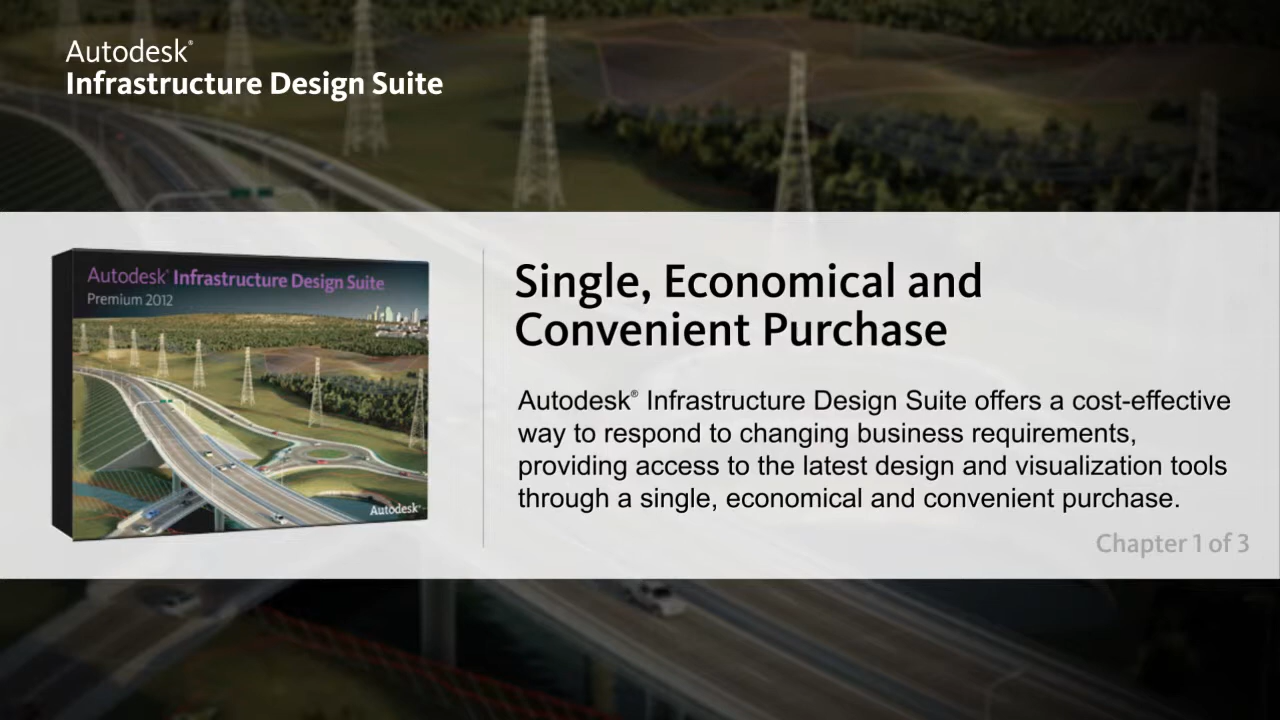 Autodesk®
Infrastructure Design Suite
Autodesk® Infrastructure Design Suite
Premium 2012
Autodesk®
Single, Economical and
Convenient Purchase
Autodesk® Infrastructure Design Suite offers a cost-effective
way to respond to changing business requirements,
providing access to the latest design and visualization tools
through a single, economical and convenient purchase.
Chapter 1 of 3